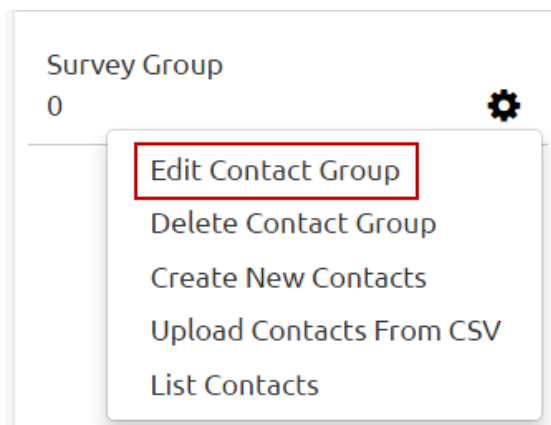 Survey Group
0
Edit Contact Group
Delete Contact Group
Create New Contacts
Upload Contacts From CSV
List Contacts